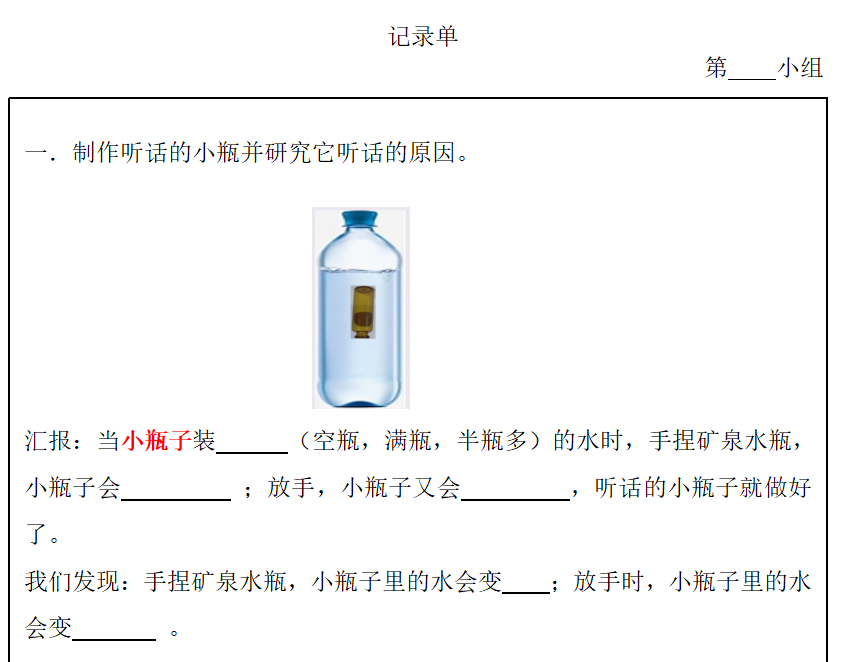 记录单
第____小组
一．制作听话的小瓶并研究它听话的原因。
汇报：当小瓶子装______（空瓶，满瓶，半瓶多）的水时，手捏矿泉水瓶，
小瓶子会_________ ；放手，小瓶子又会_________，听话的小瓶子就做好
了。
我们发现：手捏矿泉水瓶，小瓶子里的水会变____；放手时，小瓶子里的水
会变_______ 。